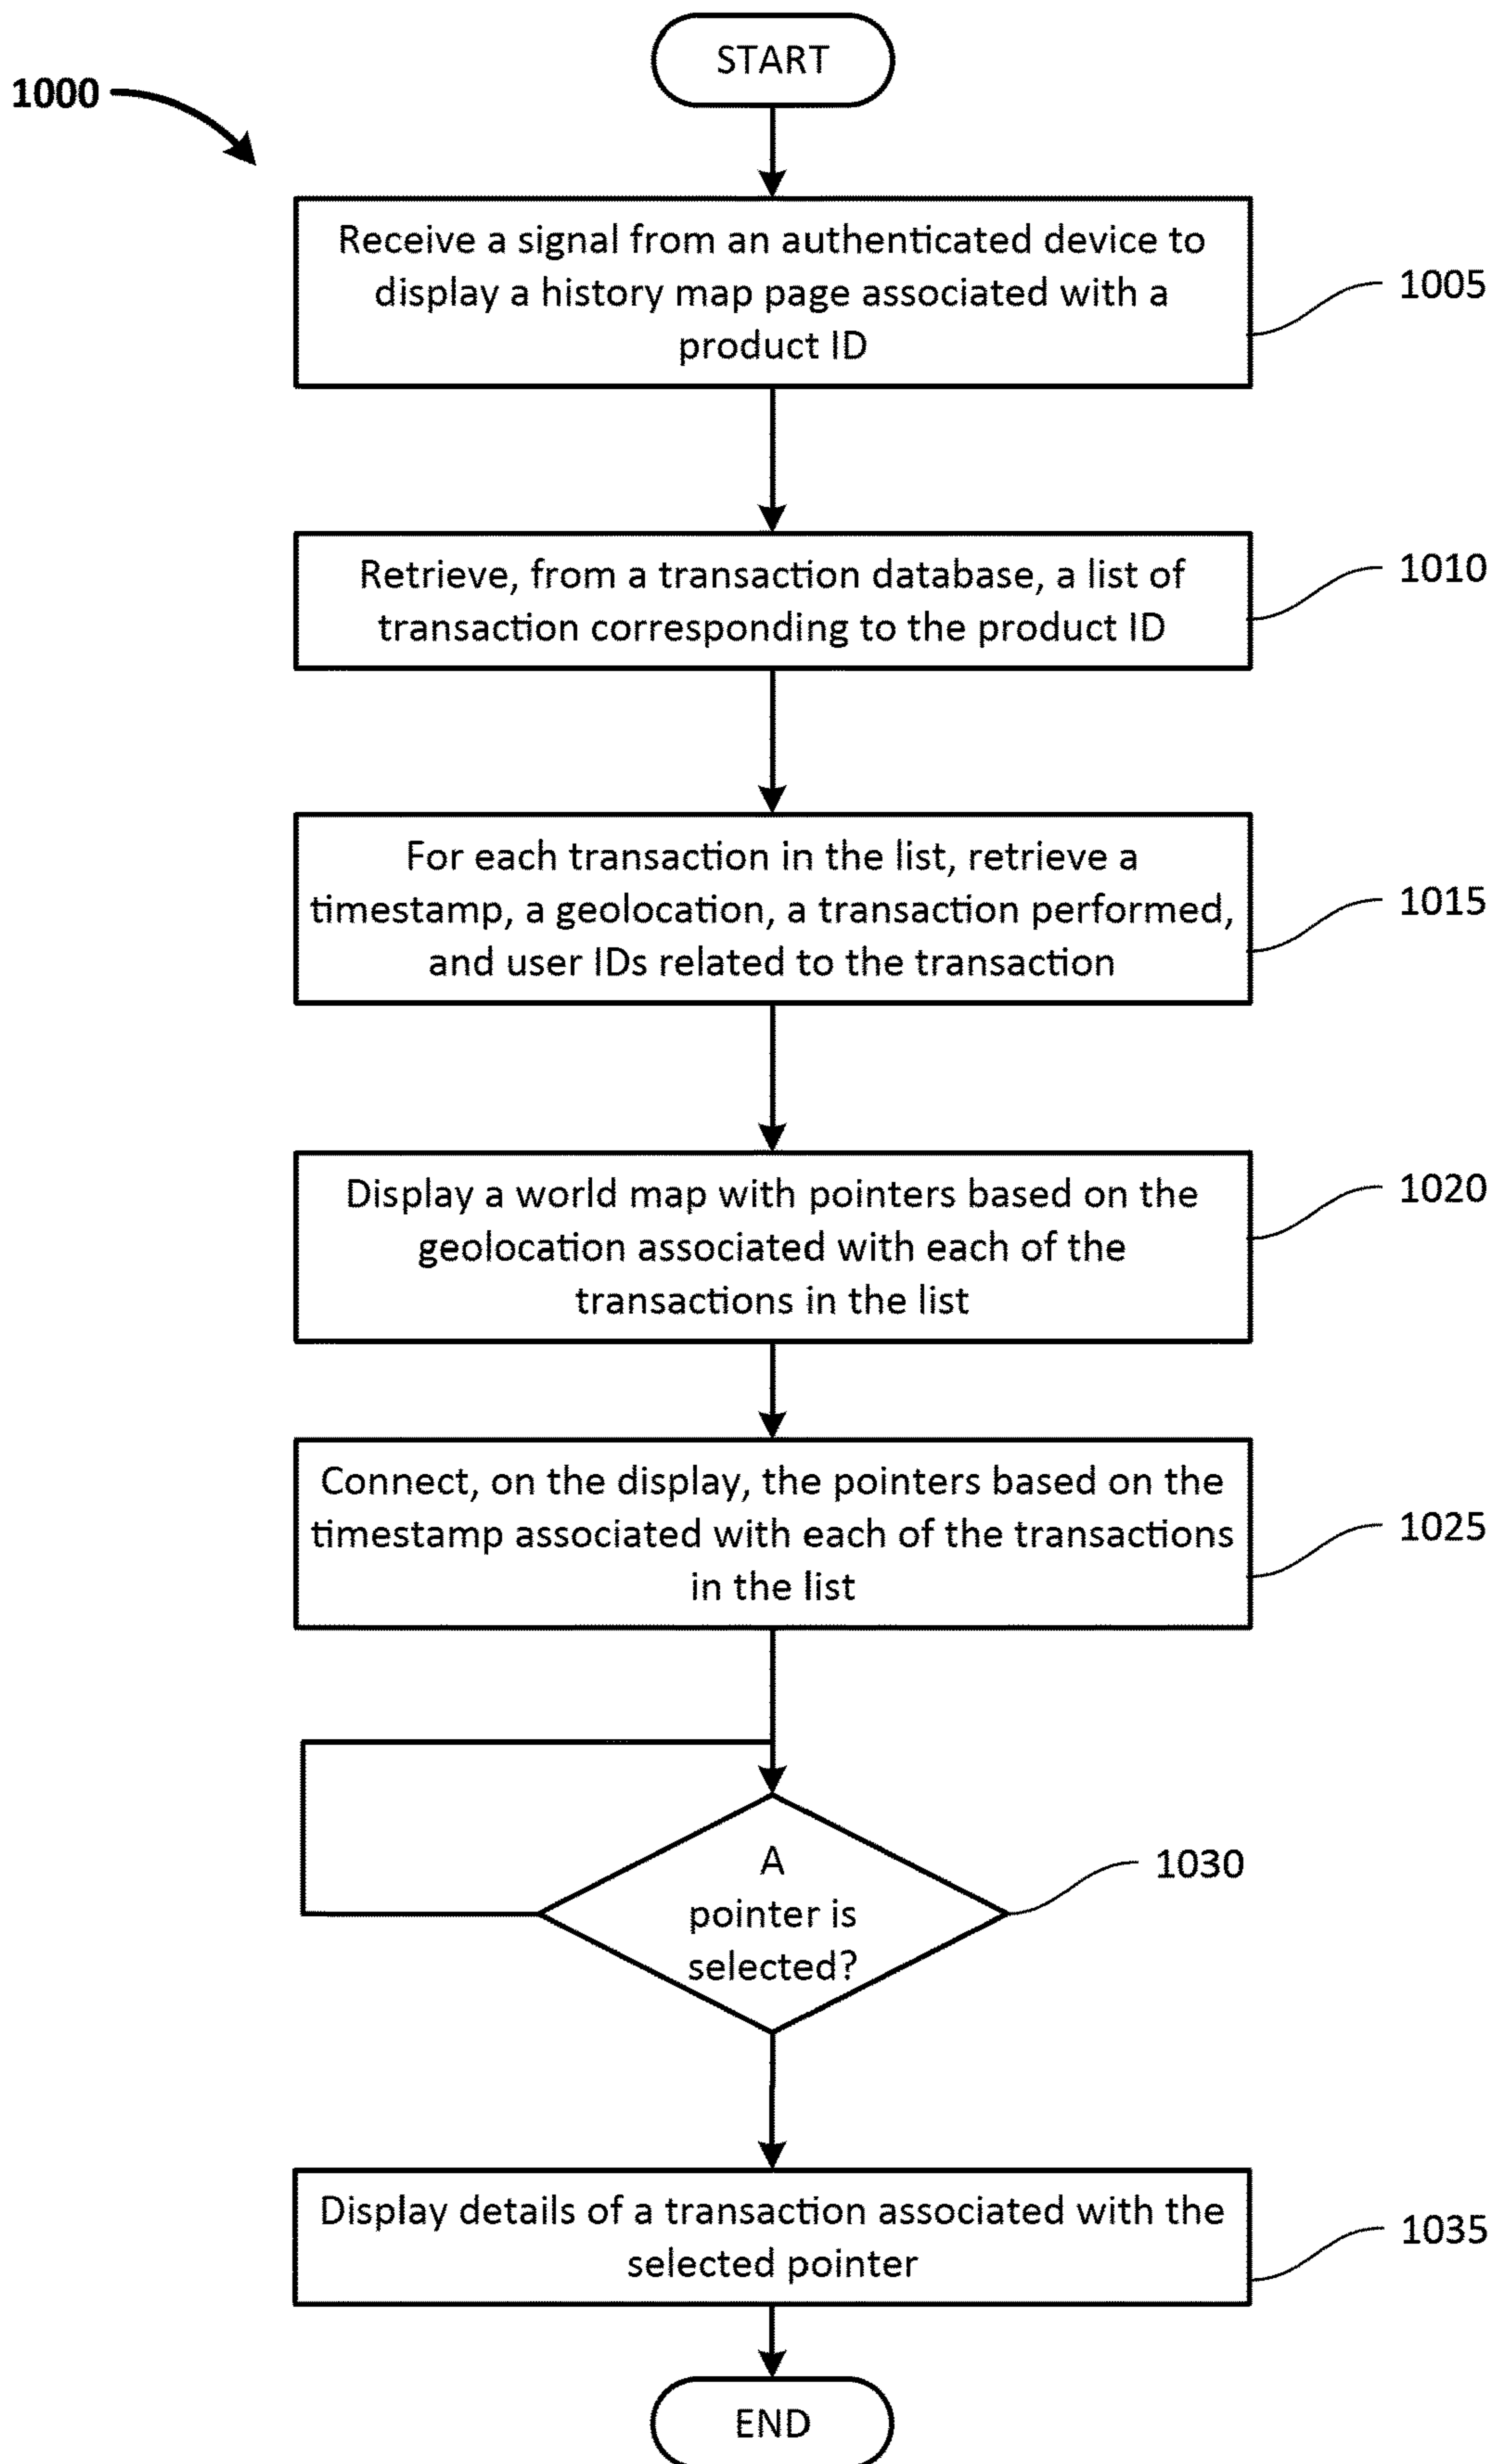 START
1000
Receive a signal from an authenticated device to
display a history map page associated with a
product ID
1005
Retrieve, from a transaction database, a list of
transaction corresponding to the product ID
1010
For each transaction in the list, retrieve a
timestamp, a geolocation, a transaction performed,
and user IDs related to the transaction
1015
Display a world map with pointers based on the
geolocation associated with each of the
transactions in the list
1020
Connect, on the display, the pointers based on the
timestamp associated with each of the transactions
in the list
1025
A
pointer is
selected?
1030
Display details of a transaction associated with the
selected pointer
1035
END